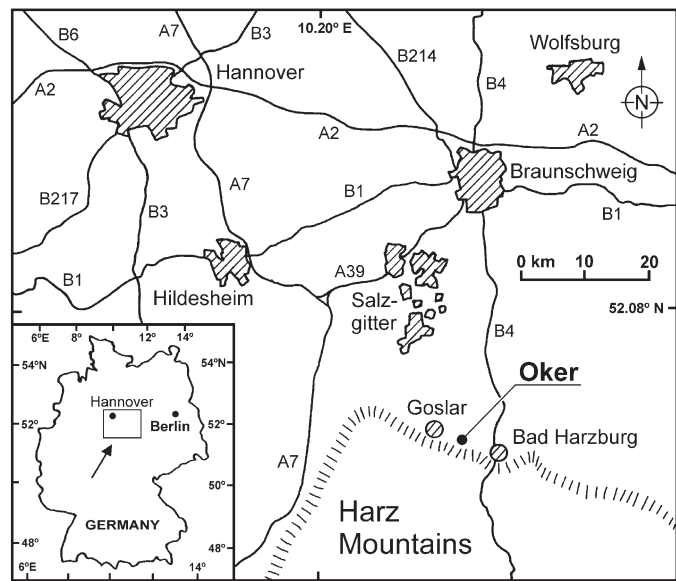 10.20° E
B6
A7
B3
B214
Wolfsburg
Hannover
B4
A2
N
A2
A2
Braunschweig
A7
B1
B217
B3
B1
0 km 10 20
B1
A39
Hildesheim
Salz-
gitter
52.08° N
B4
6°E 8° 12° 14°
54°N
54°N
Oker
Hannover
Goslar
52°
Berlin
52°
Bad Harzburg
A7
50°
GERMANY
Harz
Mountains
48°
48°
6°E
14°